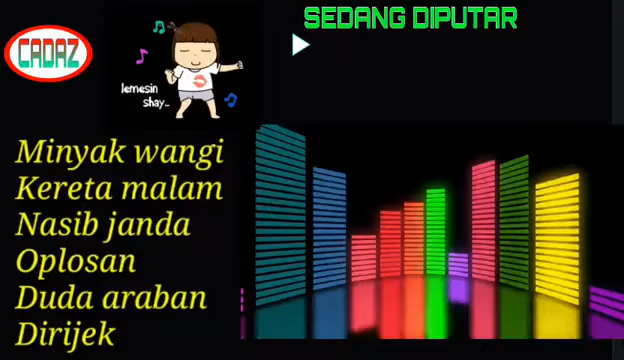 CADAZ
SEDANG DIPUTAR
lemesin
shay...
Minyak wangi
Kereta malam
Nasib janda
Oplosan
Duda araban
Dirijek